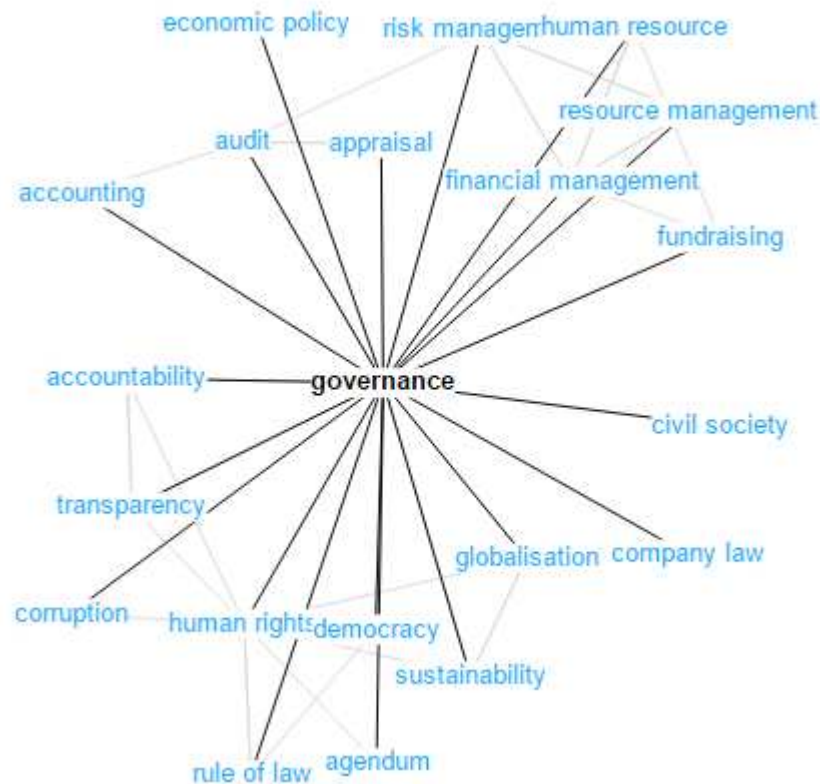 economic policy
risk managem
human resource
resource management
audit
appraisal
financial management
accounting
fundraising
accountability
governance
civil society
transparency
globalisation
company law
corruption
human rights
democracy
sustainability
rule of law
agendum